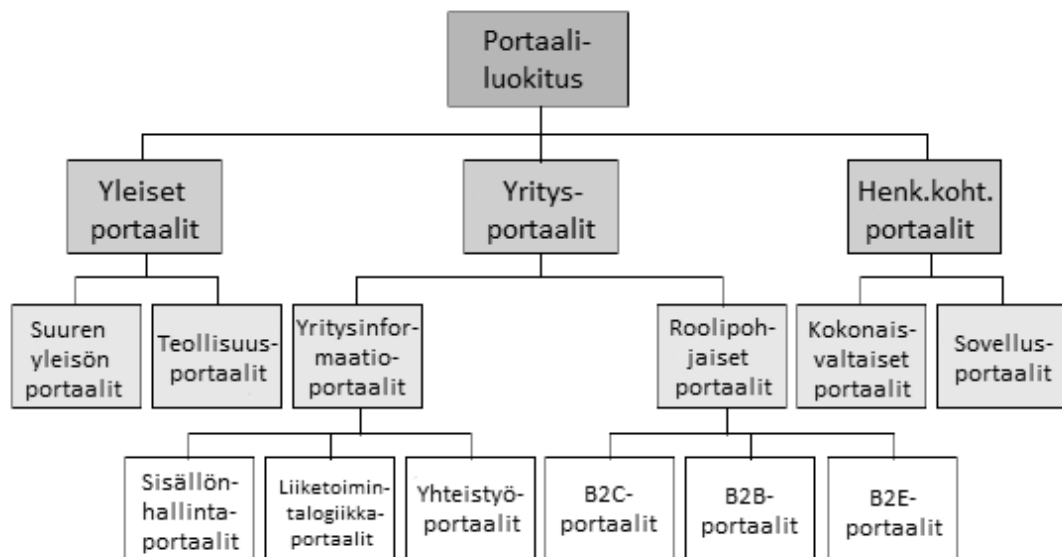 Portaali-
luokitus
Yleiset
portaalit
Yritys-
portaalit
Henk.koht.
portaalit
Suuren
yleisön
portaalit
Teollisuus-
portaalit
Yritysinfor-
maatio-
portaalit
Roolipoh-
jaiset
portaalit
Kokonais-
valtaiset
portaalit
Sovellus-
portaalit
Sisällön-
hallinta-
portaalit
Liiketoimin-
talogiikka-
portaalit
Yhteistyö-
portaalit
B2C-
portaalit
B2B-
portaalit
B2E-
portaalit